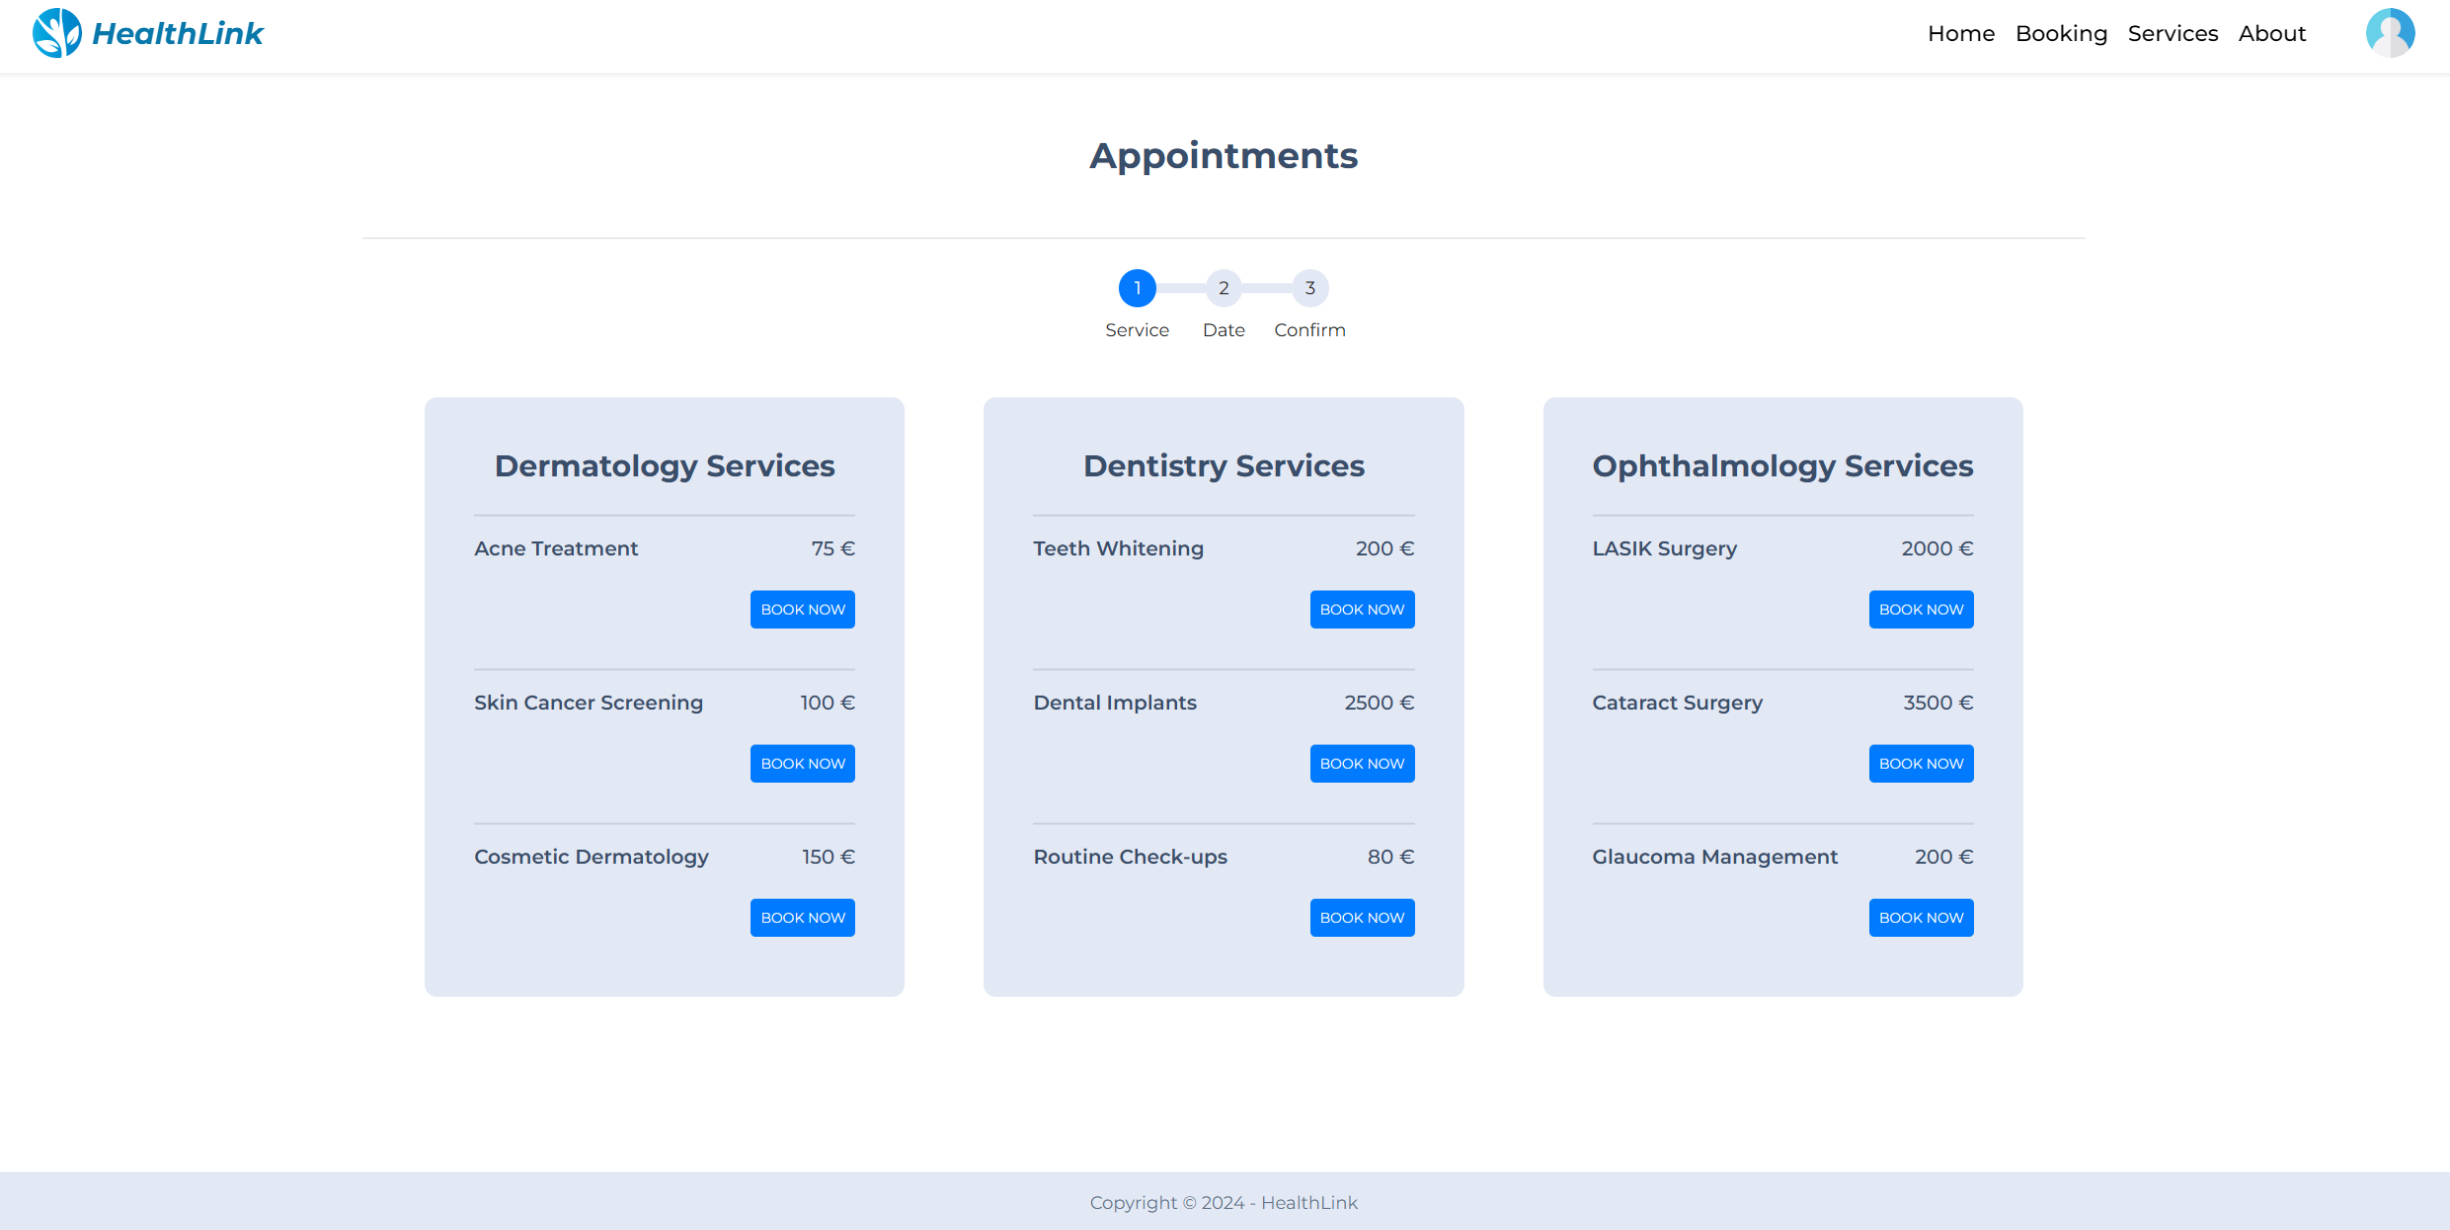 HealthLink
Home Booking Services About
Appointments
1 2 3
Service Date Confirm
Dermatology Services
Acne Treatment 75 €
BOOK NOW
Skin Cancer Screening 100 €
BOOK NOW
Cosmetic Dermatology 150 €
BOOK NOW
Dentistry Services
Teeth Whitening 200 €
BOOK NOW
Dental Implants 2500 €
BOOK NOW
Routine Check-ups 80 €
BOOK NOW
Ophthalmology Services
LASIK Surgery 2000 €
BOOK NOW
Cataract Surgery 3500 €
BOOK NOW
Glaucoma Management 200 €
BOOK NOW
Copyright © 2024 - HealthLink